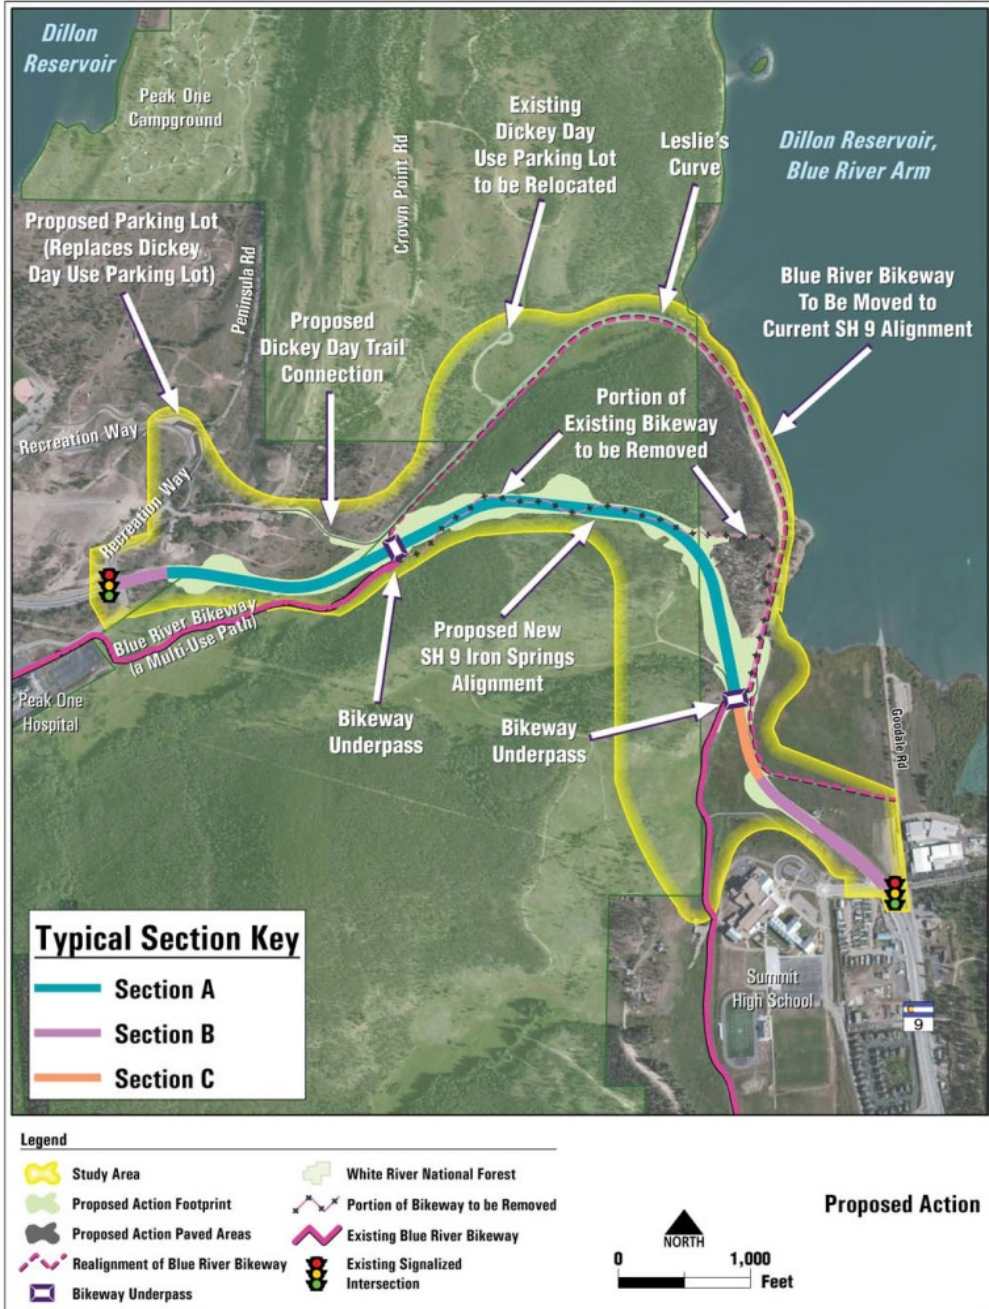 Dillon
Reservoir
Peak One
Campground
Existing
Dickey Day
Use Parking Lot
to be Relocated
Leslie's
Curve
Dillon Reservoir,
Blue River Arm
Crown Point Rd
Proposed Parking Lot
(Replaces Dickey
Day Use Parking Lot)
Peninsula Rd
Proposed
Dickey Day Trail
Connection
Blue River Bikeway
To Be Moved to
Current SH 9 Alignment
Portion of
Existing Bikeway
to be Removed
Recreation Way
Recreation Way
Blue River Bikeway
(a Multi-Use Path)
Proposed New
SH 9 Iron Springs
Alignment
Peak One
Hospital
Bikeway
Underpass
Bikeway
Underpass
Goodale Rd
Summit
High School
9
Typical Section Key
Section A
Section B
Section C
Legend
Study Area
Proposed Action Footprint
Proposed Action Paved Areas
Realignment of Blue River Bikeway
Bikeway Underpass
White River National Forest
Portion of Bikeway to be Removed
Existing Blue River Bikeway
Existing Signalized
Intersection
NORTH
0 1,000
Feet
Proposed Action